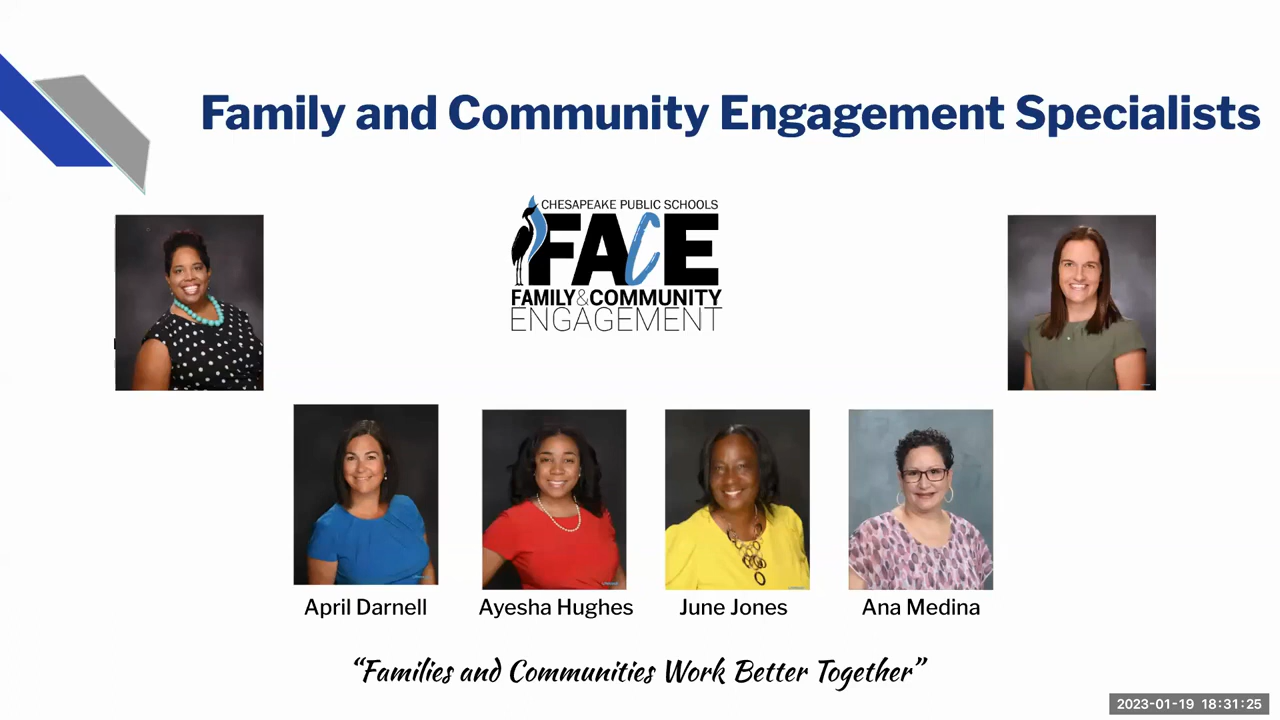 Family and Community Engagement Specialists
CHESAPEAKE PUBLIC SCHOOLS
FACE
FAMILY&COMMUNITY
ENGAGEMENT
April Darnell
Ayesha Hughes
June Jones
Ana Medina
“Families and Communities Work Better Together”
2023-01-19 18:31:25